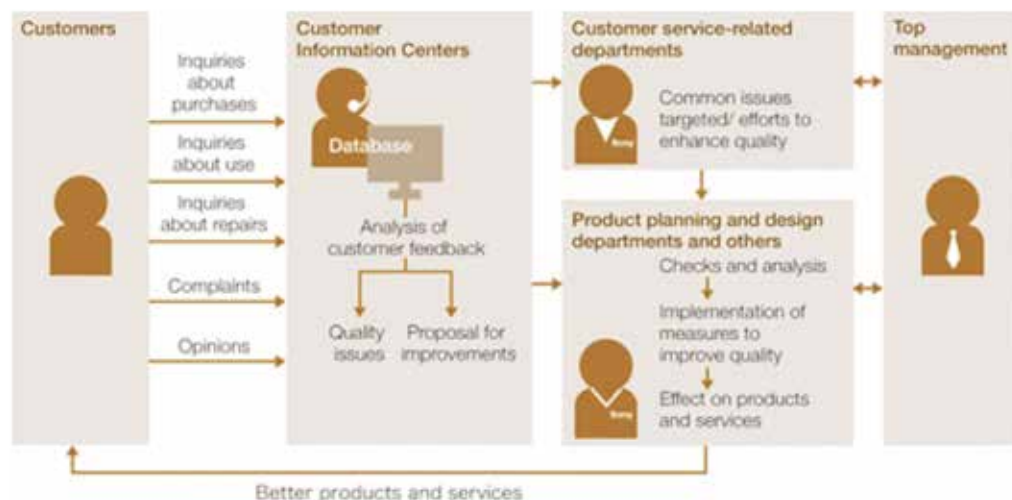 Customers
Inquiries
about
purchases
Inquiries
about use
Inquiries
about repairs
Complaints
Opinions
Customer
Information Centers
Database
Analysis of
customer feedback
Quality
issues
Proposal for
improvements
Customer service-related
departments
Common issues
targeted/ efforts to
enhance quality
Product planning and design
departments and others
Checks and analysis
Implementation of
measures to
improve quality
Effect on products
and services
Top
management
Better products and services